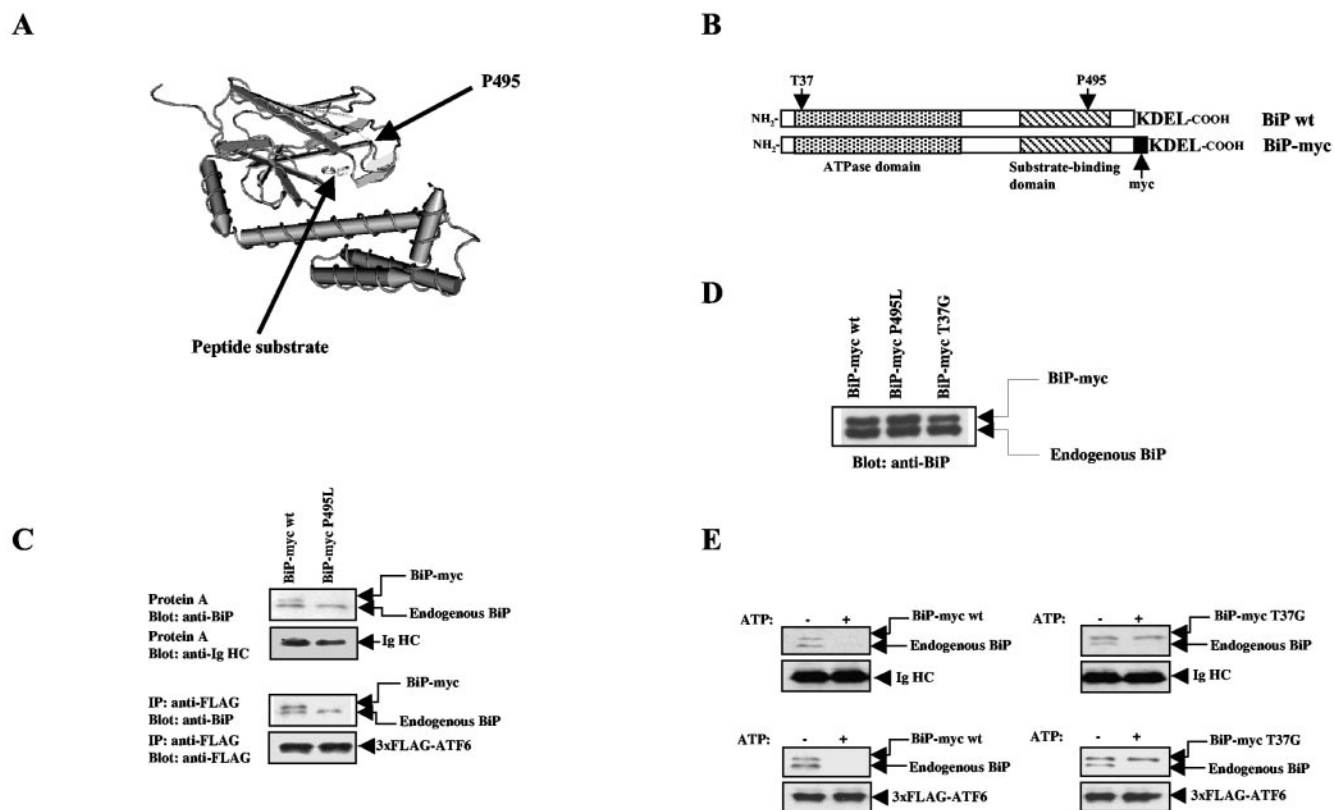 A
P495
Peptide substrate
B
T37
P495
NH2-
KDEL-COOH
BiP wt
NH2-
KDEL-COOH
BiP-myc
ATPase domain
Substrate-binding
domain
myc
D
BiP-myc wt
BiP-myc P495L
BiP-myc T37G
BiP-myc
Endogenous BiP
Blot: anti-BiP
C
BiP-myc wt
BiP-myc P495L
Protein A
Blot: anti-BiP
BiP-myc
Endogenous BiP
Protein A
Blot: anti-Ig HC
Ig HC
IP: anti-FLAG
Blot: anti-BiP
BiP-myc
Endogenous BiP
IP: anti-FLAG
Blot: anti-FLAG
3xFLAG-ATF6
E
ATP: - +
BiP-myc wt
Endogenous BiP
Ig HC
ATP: - +
BiP-myc T37G
Endogenous BiP
Ig HC
ATP: - +
BiP-myc wt
Endogenous BiP
3xFLAG-ATF6
ATP: - +
BiP-myc T37G
Endogenous BiP
3xFLAG-ATF6